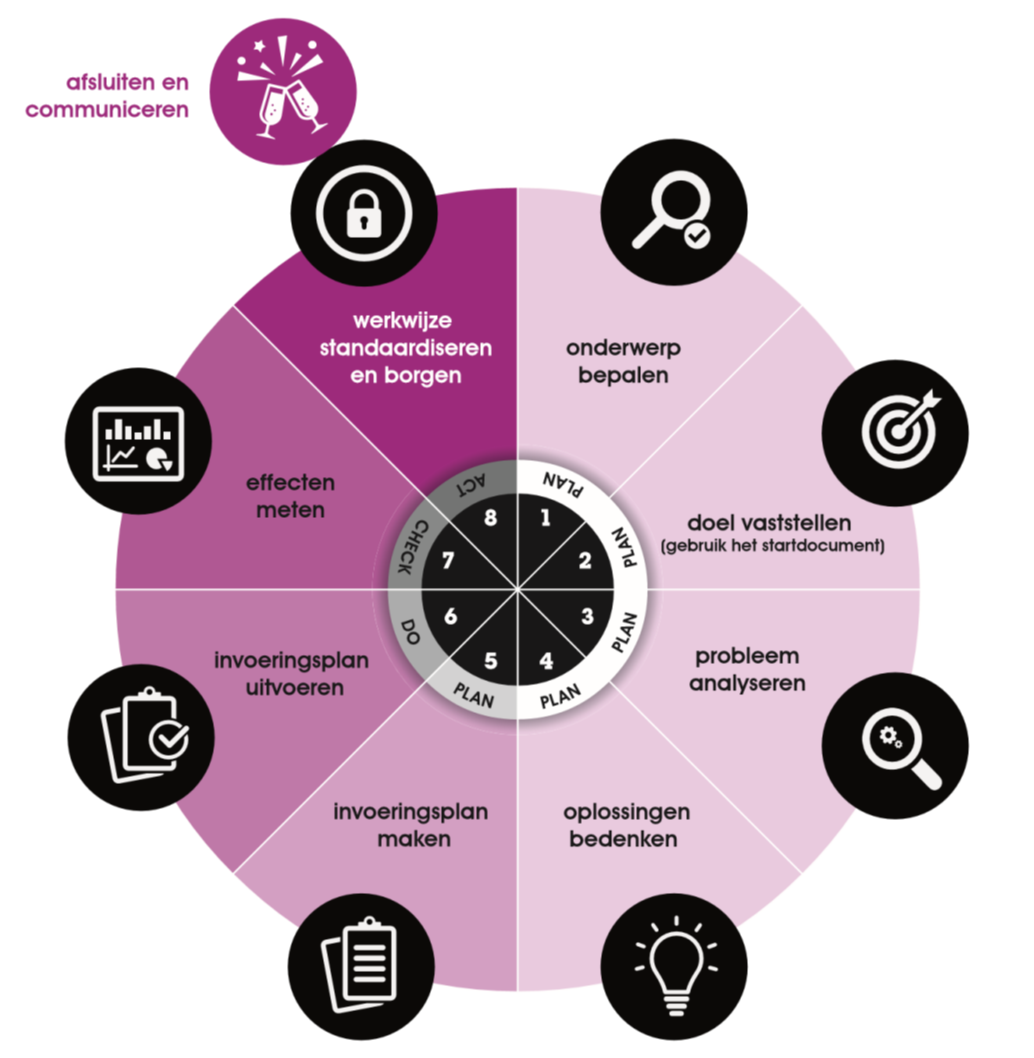 afsluiten en
communiceren
werkwijze
standaardiseren
en borgen
onderwerp
bepalen
effecten
meten
doel vaststellen
(gebruik het startdocument)
invoeringsplan
uitvoeren
probleem
analyseren
invoeringsplan
maken
oplossingen
bedenken
ACT
PLAN
CHECK
PLAN
DO
PLAN
PLAN
PLAN
8
1
7
2
6
3
5
4